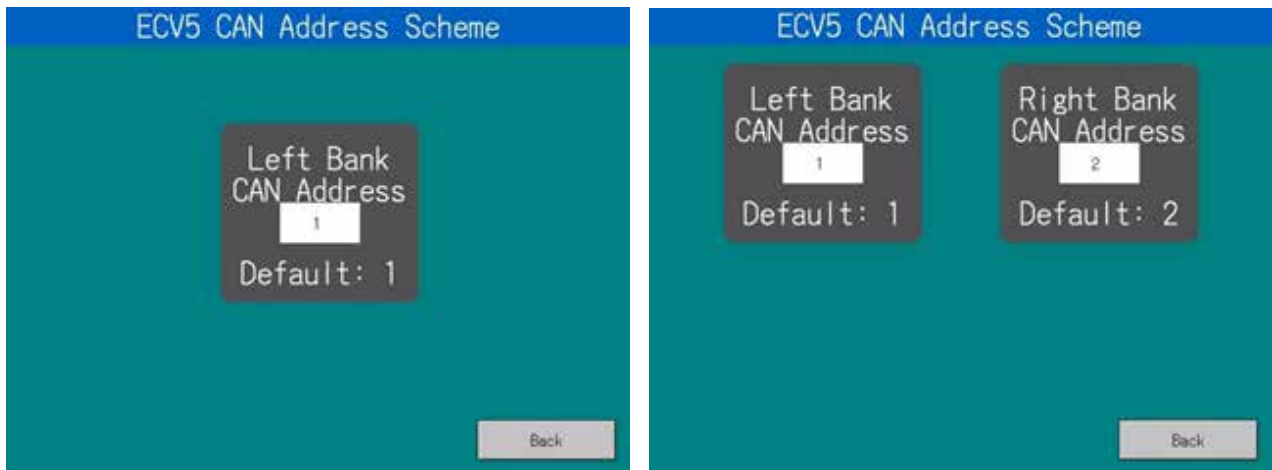 ECV5 CAN Address Scheme
Left Bank
CAN Address
1
Default: 1
Back
ECV5 CAN Address Scheme
Left Bank
CAN Address
1
Default: 1
Right Bank
CAN Address
2
Default: 2
Back